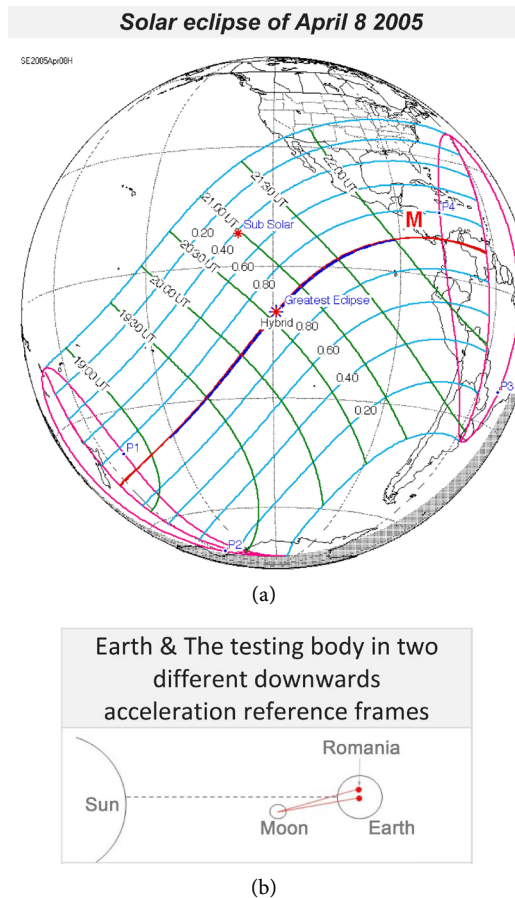 Solar eclipse of April 8 2005
SE2005Apr08H
22:00 UT
21:30 UT
21:00 UT
Sub Solar
P4
M
0.20
0.40
0.60
0.80
20:30 UT
20:00 UT
Greatest Eclipse
Hybrid
0.80
19:30 UT
0.60
19:00 UT
0.40
P3
0.20
P1
P2
(a)
Earth & The testing body in two
different downwards
acceleration reference frames
Romania
Sun
Moon
Earth
(b)